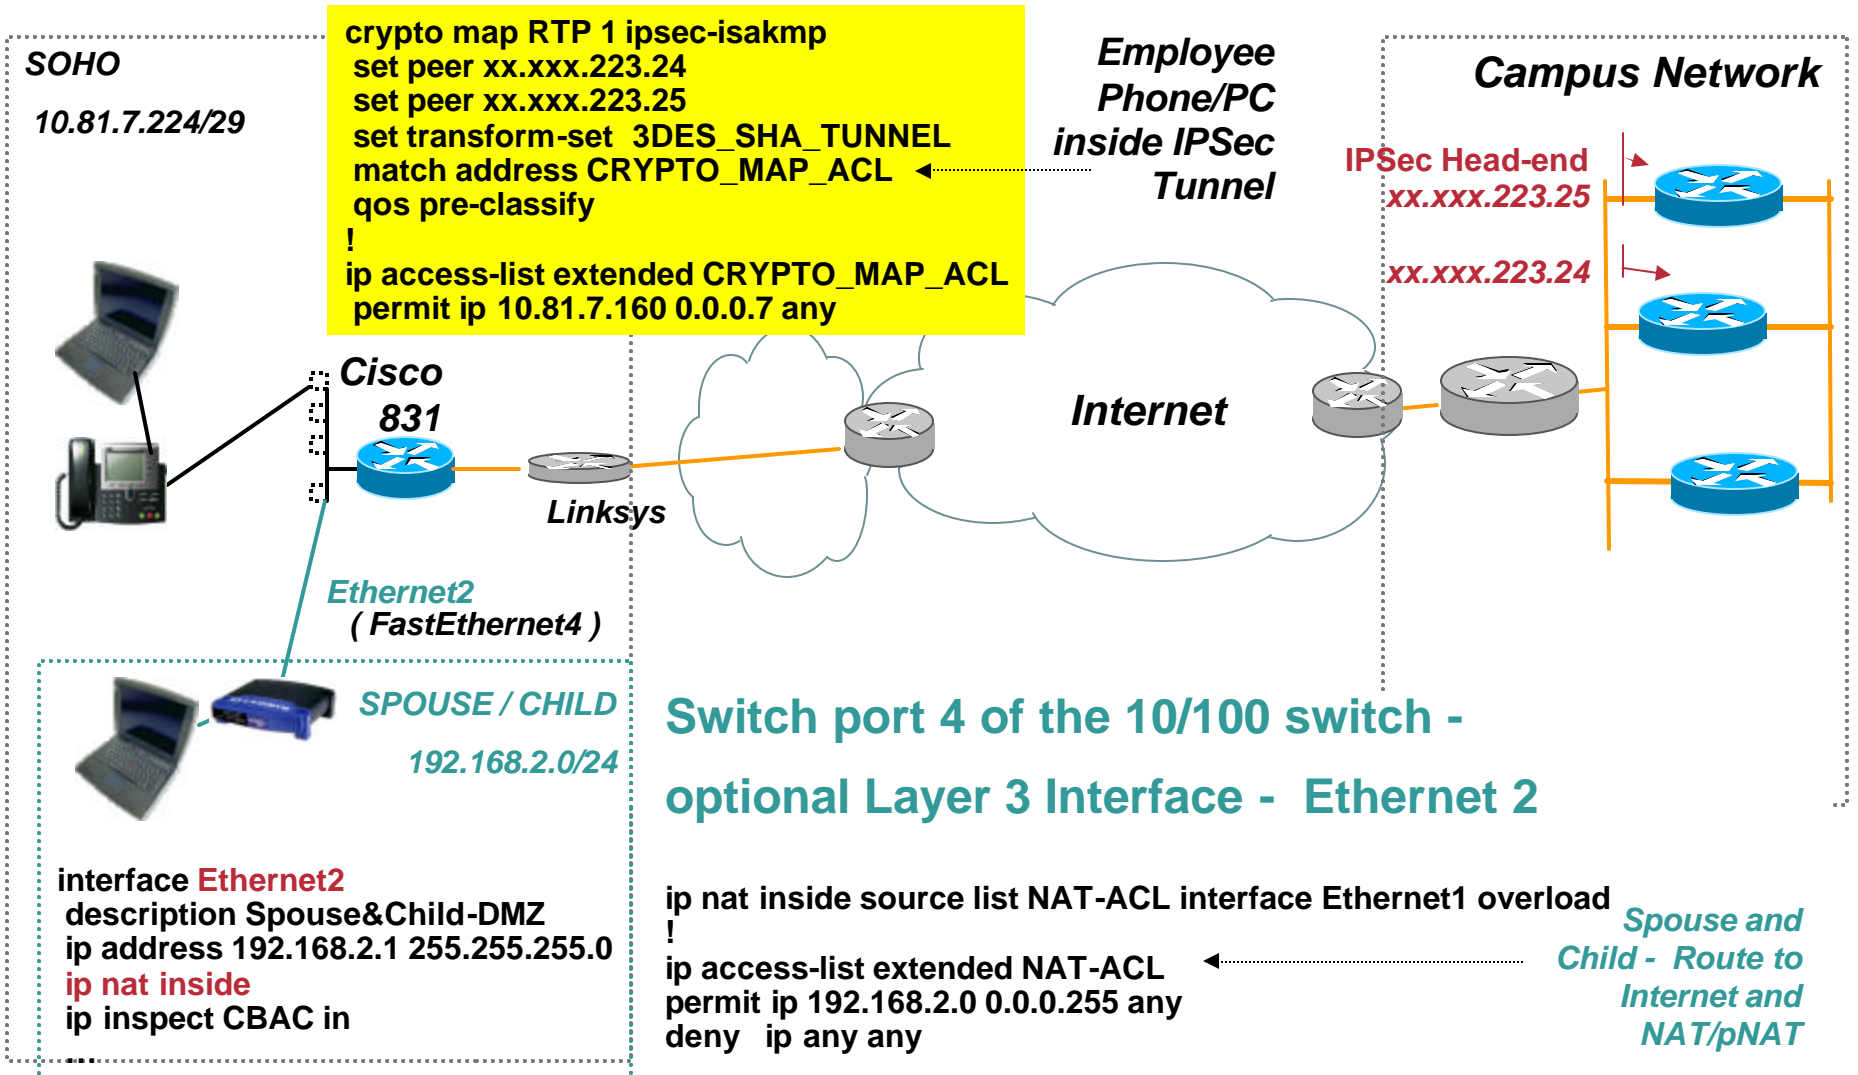 crypto map RTP 1 ipsec-isakmp
set peer xx.xxx.223.24
set peer xx.xxx.223.25
set transform-set 3DES_SHA_TUNNEL
match address CRYPTO_MAP_ACL
qos pre-classify
!
ip access-list extended CRYPTO_MAP_ACL
permit ip 10.81.7.160 0.0.0.7 any
SOHO
10.81.7.224/29
Employee
Phone/PC
inside IPSec
Tunnel
Campus Network
IPSec Head-end
xx.xxx.223.25
xx.xxx.223.24
Cisco
831
Linksys
Internet
Ethernet2
( FastEthernet4 )
SPOUSE / CHILD
192.168.2.0/24
Switch port 4 of the 10/100 switch -
optional Layer 3 Interface - Ethernet 2
interface Ethernet2
description Spouse&Child-DMZ
ip address 192.168.2.1 255.255.255.0
ip nat inside
ip inspect CBAC in
...
ip nat inside source list NAT-ACL interface Ethernet1 overload
!
ip access-list extended NAT-ACL
permit ip 192.168.2.0 0.0.0.255 any
deny ip any any
Spouse and
Child - Route to
Internet and
NAT/pNAT